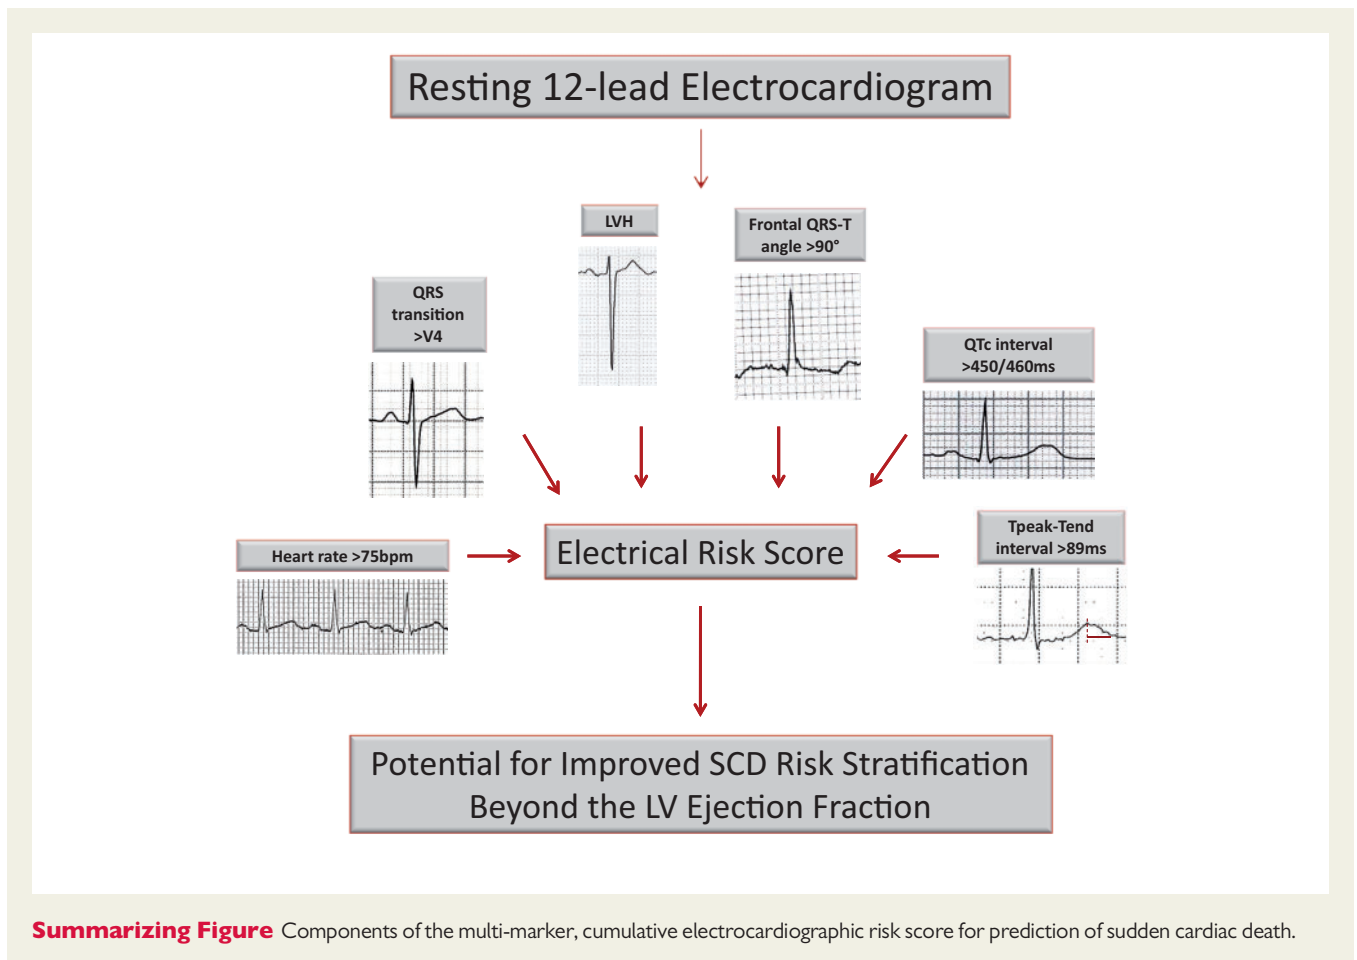 Resting 12-lead Electrocardiogram
LVH
Frontal QRS-T
angle >90°
QRS
transition
>V4
QTc interval
>450/460ms
Heart rate >75bpm
Electrical Risk Score
Tpeak-Tend
interval >89ms
Potential for Improved SCD Risk Stratification
Beyond the LV Ejection Fraction
Summarizing Figure Components of the multi-marker, cumulative electrocardiographic risk score for prediction of sudden cardiac death.